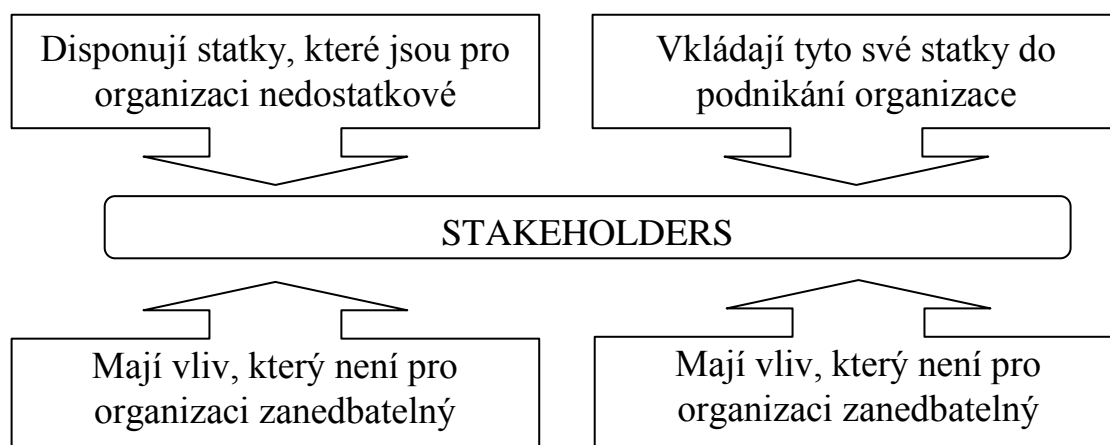 Disponují statky, které jsou pro
organizaci nedostatkové
Vkládají tyto své statky do
podnikání organizace
STAKEHOLDERS
Mají vliv, který není pro
organizaci zanedbatelný
Mají vliv, který není pro
organizaci zanedbatelný